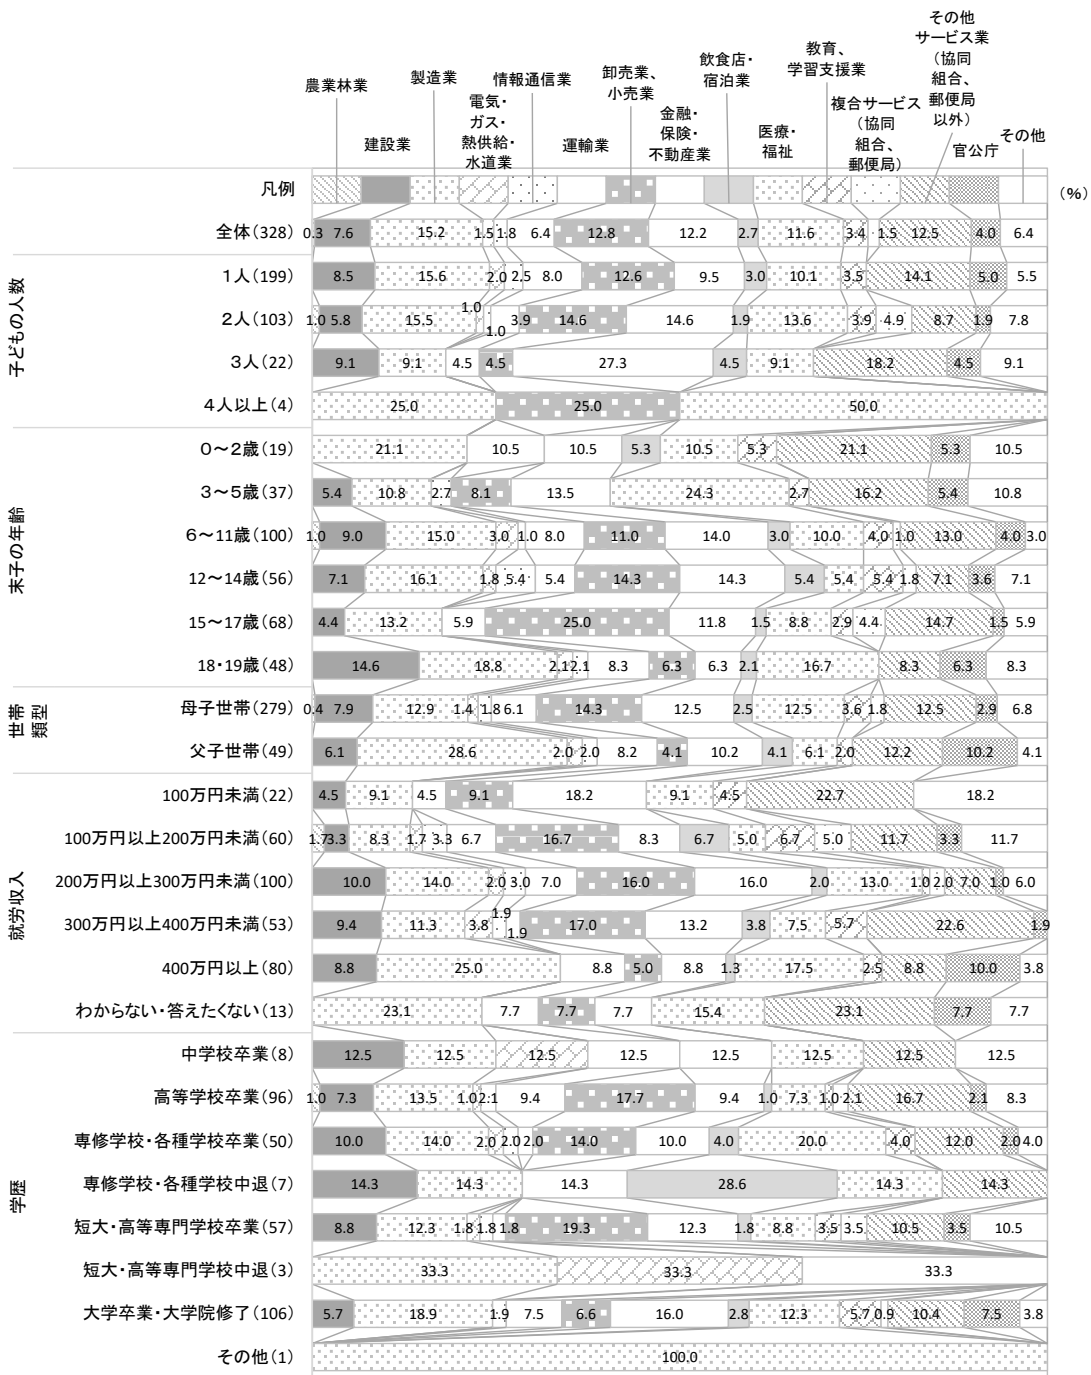 その他
サービス業
(協同
組合、
郵便局
以外)
農業林業
建設業
製造業
電気・
ガス・
熱供給・
水道業
情報通信業
運輸業
卸売業、
小売業
金融・
保険・
不動産業
飲食店・
宿泊業
医療・
福祉
教育、
学習支援業
複合サービス
(協同
組合、
郵便局)
官公庁
その他
凡例
(%)
全体(328) 0.3 7.6 15.2 1.5 1.8 6.4 12.8 12.2 2.7 11.6 3.4 1.5 12.5 4.0 6.4
子どもの人数
1人(199) 8.5 15.6 2.0 2.5 8.0 12.6 9.5 3.0 10.1 3.5 14.1 5.0 5.5
2人(103) 1.0 5.8 15.5 1.0 1.0 3.9 14.6 14.6 1.9 13.6 3.9 4.9 8.7 1.9 7.8
3人(22) 9.1 9.1 4.5 4.5 27.3 4.5 9.1 18.2 4.5 9.1
4人以上(4) 25.0 25.0 50.0
末子の年齢
0～2歳(19) 21.1 10.5 10.5 5.3 10.5 5.3 21.1 5.3 10.5
3～5歳(37) 5.4 10.8 2.7 8.1 13.5 24.3 2.7 16.2 5.4 10.8
6～11歳(100) 1.0 9.0 15.0 3.0 1.0 8.0 11.0 14.0 3.0 10.0 4.0 1.0 13.0 4.0 3.0
12～14歳(56) 7.1 16.1 1.8 5.4 5.4 14.3 14.3 5.4 5.4 5.4 1.8 7.1 3.6 7.1
15～17歳(68) 4.4 13.2 5.9 25.0 11.8 1.5 8.8 2.9 4.4 14.7 1.5 5.9
18・19歳(48) 14.6 18.8 2.1 2.1 8.3 6.3 6.3 2.1 16.7 8.3 6.3 8.3
世帯
類型
母子世帯(279) 0.4 7.9 12.9 1.4 1.8 6.1 14.3 12.5 2.5 12.5 3.6 1.8 12.5 2.9 6.8
父子世帯(49) 6.1 28.6 2.0 2.0 8.2 4.1 10.2 4.1 6.1 2.0 12.2 10.2 4.1
就労収入
100万円未満(22) 4.5 9.1 4.5 9.1 18.2 9.1 4.5 22.7 18.2
100万円以上200万円未満(60) 1.7 3.3 8.3 1.7 3.3 6.7 16.7 8.3 6.7 5.0 6.7 5.0 11.7 3.3 11.7
200万円以上300万円未満(100) 10.0 14.0 2.0 3.0 7.0 16.0 16.0 2.0 13.0 1.0 2.0 7.0 1.0 6.0
300万円以上400万円未満(53) 9.4 11.3 3.8 1.9 1.9 17.0 13.2 3.8 7.5 5.7 22.6 1.9
400万円以上(80) 8.8 25.0 8.8 5.0 8.8 1.3 17.5 2.5 8.8 10.0 3.8
わからない・答えたくない(13) 23.1 7.7 7.7 7.7 15.4 23.1 7.7 7.7
学歴
中学校卒業(8) 12.5 12.5 12.5 12.5 12.5 12.5 12.5 12.5
高等学校卒業(96) 1.0 7.3 13.5 1.0 2.1 9.4 17.7 9.4 1.0 7.3 1.0 2.1 16.7 2.1 8.3
専修学校・各種学校卒業(50) 10.0 14.0 2.0 2.0 2.0 14.0 10.0 4.0 20.0 4.0 12.0 2.0 4.0
専修学校・各種学校中退(7) 14.3 14.3 14.3 28.6 14.3 14.3
短大・高等専門学校卒業(57) 8.8 12.3 1.8 1.8 1.8 19.3 12.3 1.8 8.8 3.5 3.5 10.5 3.5 10.5
短大・高等専門学校中退(3) 33.3 33.3 33.3
大学卒業・大学院修了(106) 5.7 18.9 1.9 7.5 6.6 16.0 2.8 12.3 5.7 0.9 10.4 7.5 3.8
その他(1) 100.0